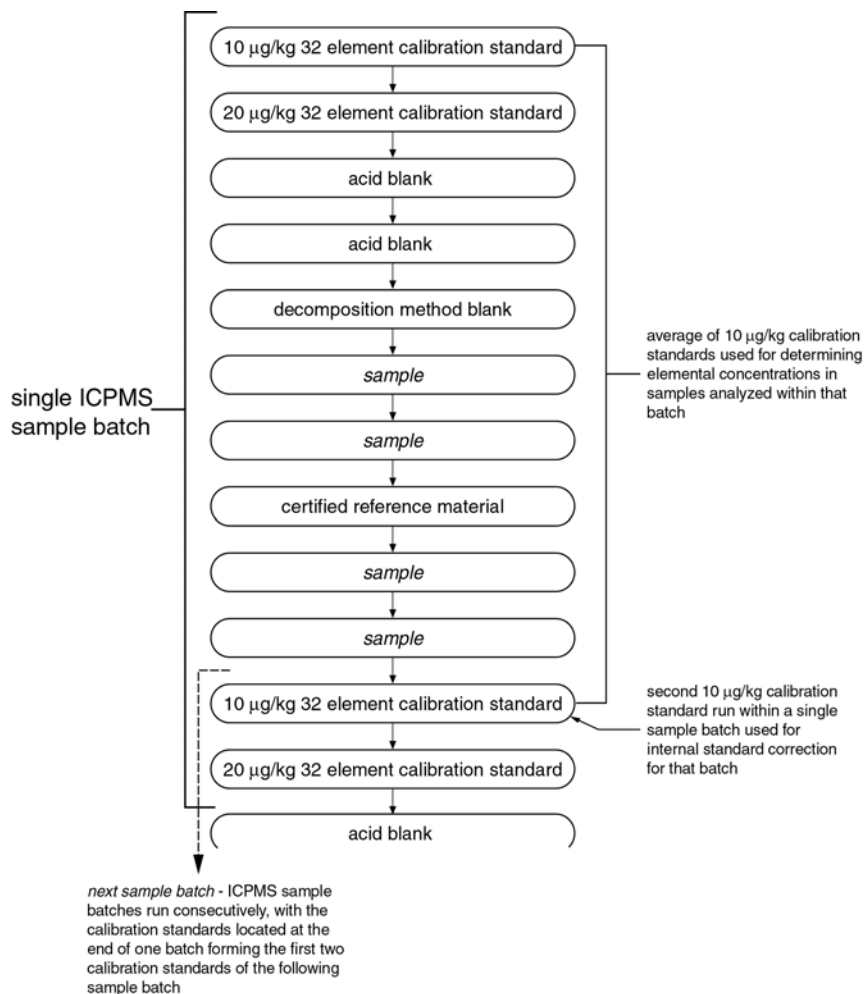 10 µg/kg 32 element calibration standard
20 µg/kg 32 element calibration standard
acid blank
acid blank
decomposition method blank
sample
sample
certified reference material
sample
sample
10 µg/kg 32 element calibration standard
20 µg/kg 32 element calibration standard
acid blank
single ICPMS
sample batch
average of 10 µg/kg calibration
standards used for determining
elemental concentrations in
samples analyzed within that
batch
second 10 µg/kg calibration
standard run within a single
sample batch used for
internal standard correction
for that batch
next sample batch - ICPMS sample
batches run consecutively, with the
calibration standards located at the
end of one batch forming the first two
calibration standards of the following
sample batch